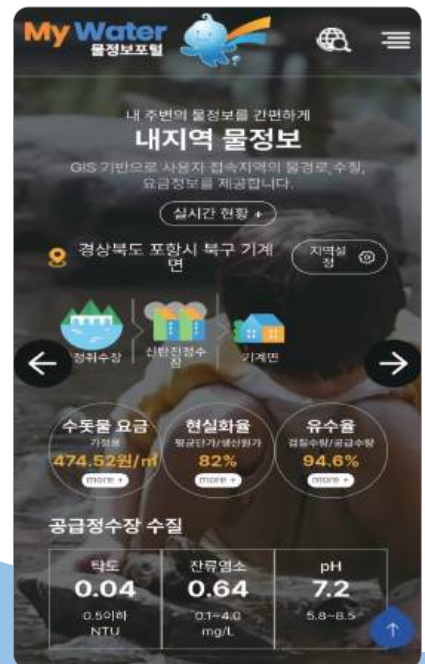 My Water
물정보포털
내 주변의 물정보를 간편하게
내지역 물정보
GIS 기반으로 사용자 접속지역의 물경로,수질,
요금정보를 제공합니다.
실시간 현황 +
경상북도 포항시 북구 기계
면
지역설
정
정취수장
정수
장
기계면
수돗물 요금
가정용
474.52원/㎥
more +
현실화율
평균단가/생산원가
82%
more +
유수율
검침수량/공급수량
94.6%
more +
공급정수장 수질
탁도
0.04
0.5이하
NTU
잔류염소
0.64
0.1~4.0
mg/L
pH
7.2
5.8~8.5